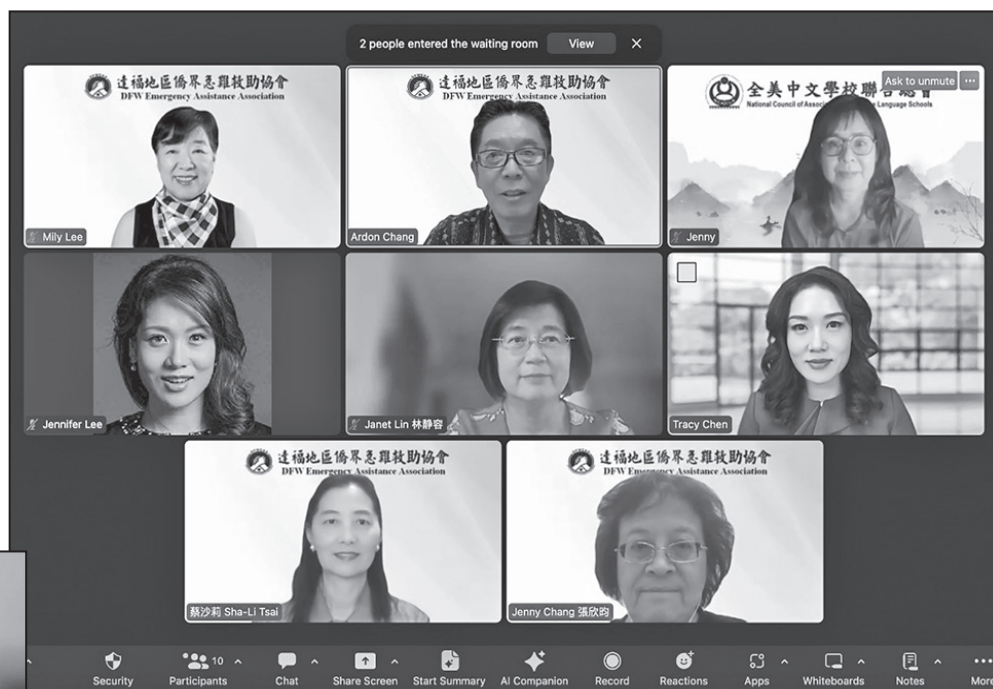 2 people entered the waiting room View
達福地區僑界急難救助協會
DFW Emergency Assistance Association
Mily Lee
達福地區僑界急難救助協會
DFW Emergency Assistance Association
Ardon Chang
Ask to unmute
全美中文學校聯合總會
National Council of Language Schools
Jenny
Jennifer Lee
Janet Lin 林靜容
Tracy Chen
達福地區僑界急難救助協會
DFW Emergency Assistance Association
蔡沙莉 Sha-Li Tsai
達福地區僑界急難救助協會
DFW Assistance Association
Jenny Chang 張欣昀
Security
Participants 10
Chat
Share Screen
Start Summary
AI Companion
Record
Reactions
Apps
Whiteboards
Notes
More